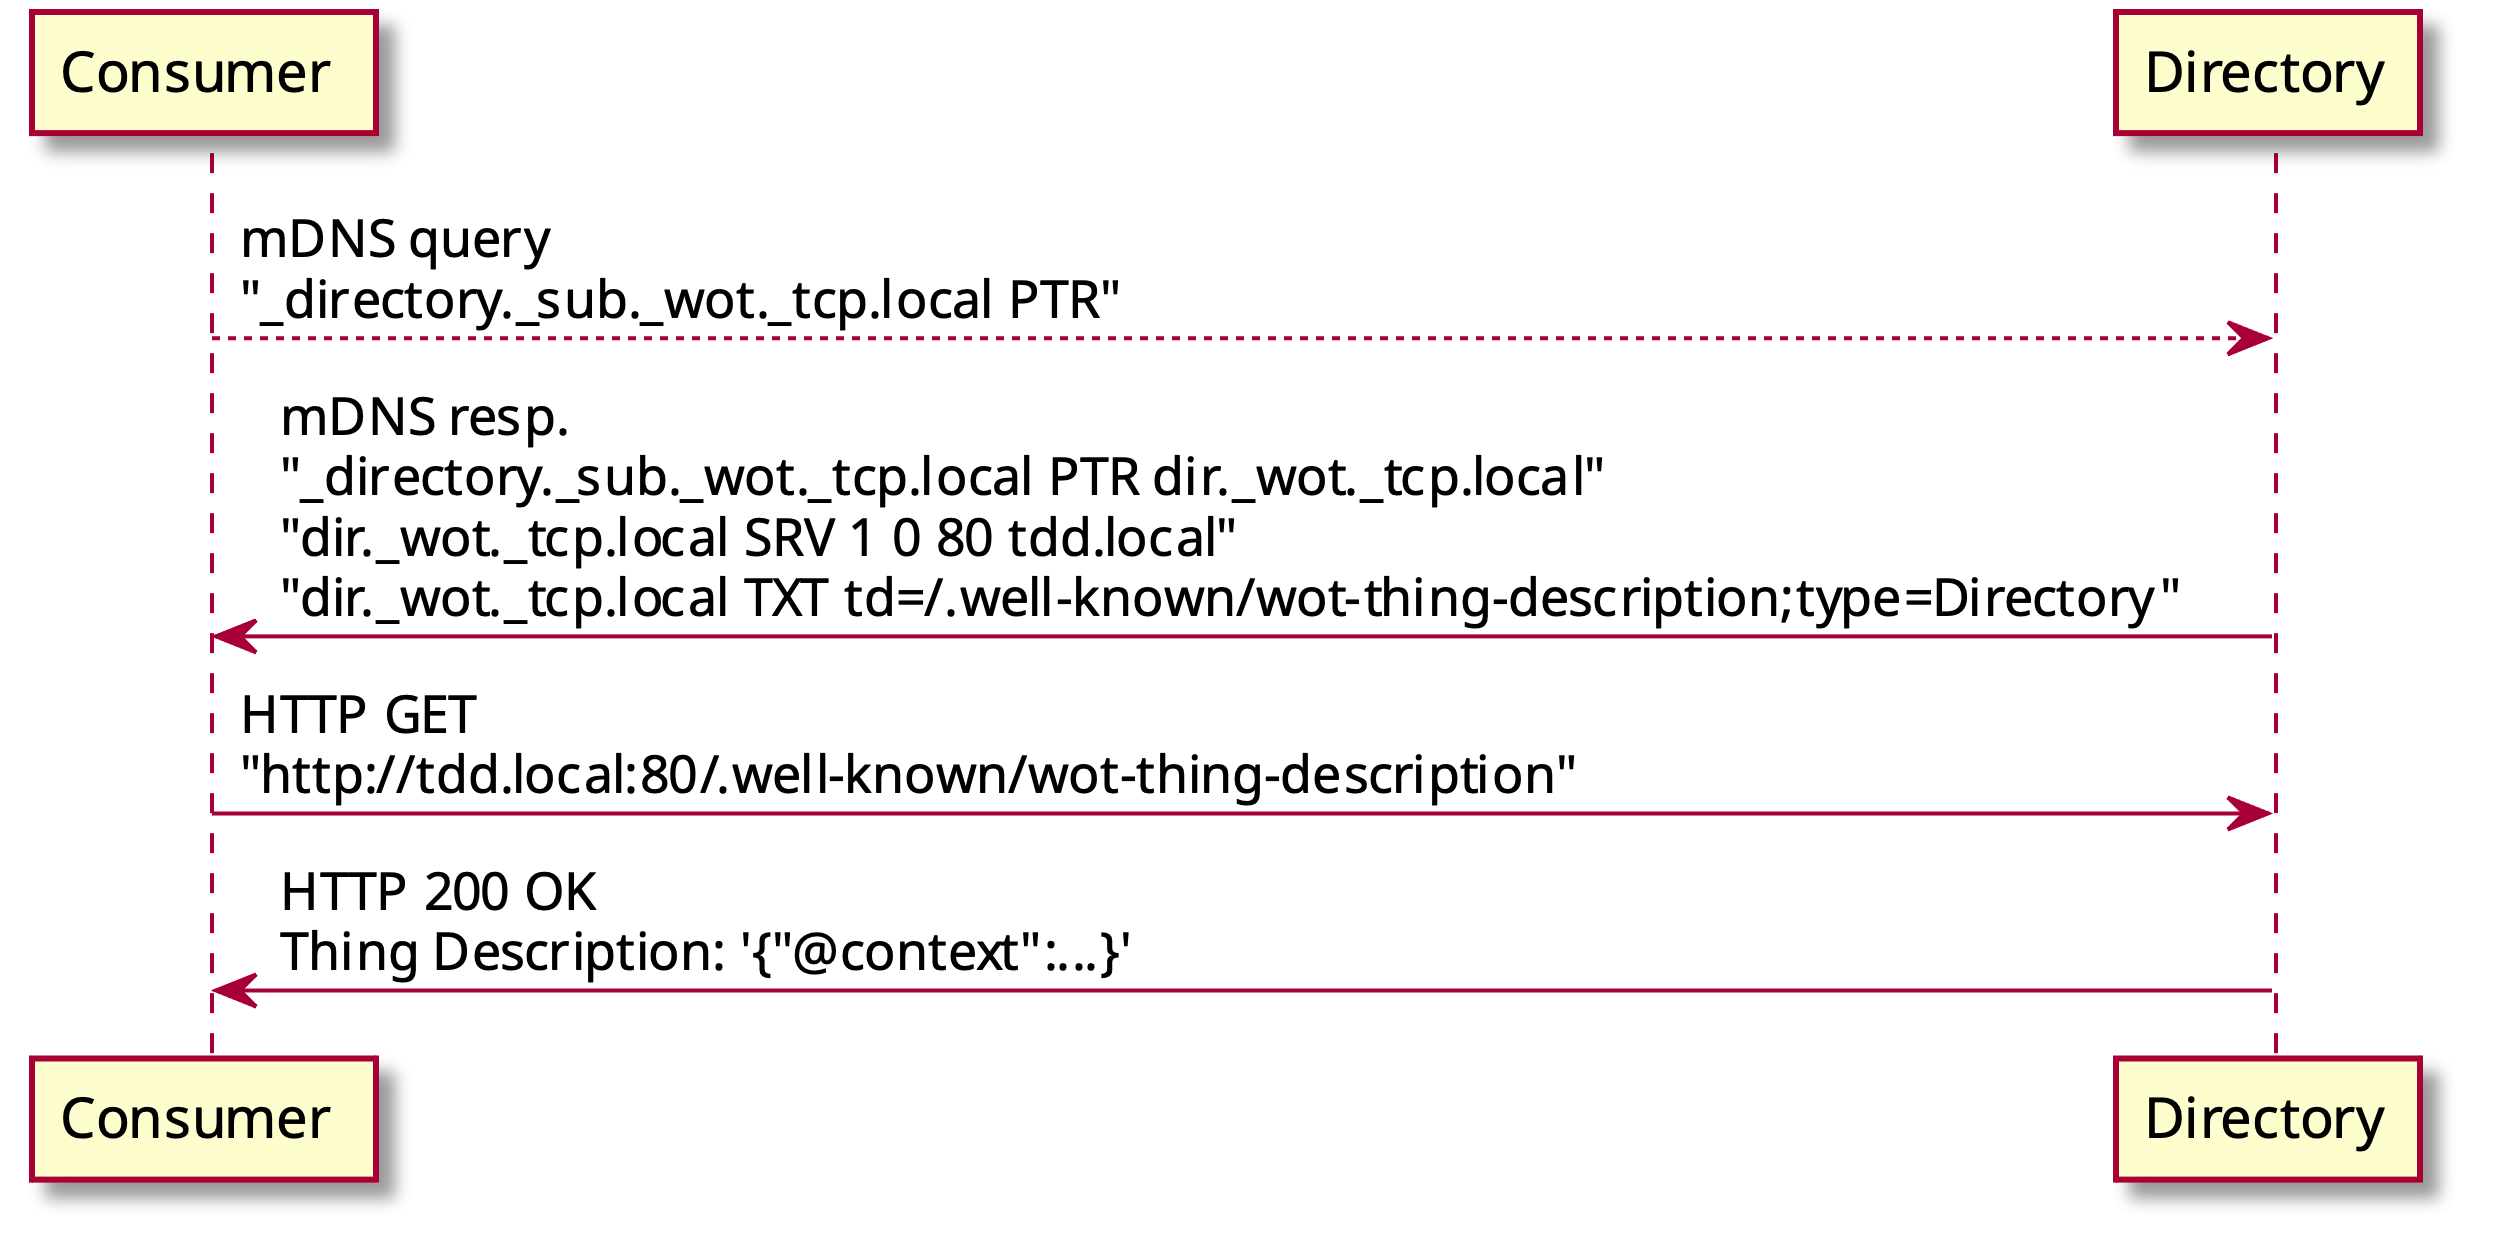 Consumer
Directory
mDNS query
"_directory._sub._wot._tcp.local PTR"
mDNS resp.
"_directory._sub._wot._tcp.local PTR dir._wot._tcp.local"
"dir._wot._tcp.local SRV 1 0 80 tdd.local"
"dir._wot._tcp.local TXT td=/.well-known/wot-thing-description;type=Directory"
HTTP GET
"http://tdd.local:80/.well-known/wot-thing-description"
HTTP 200 OK
Thing Description: '{"@context":...}'
Consumer
Directory